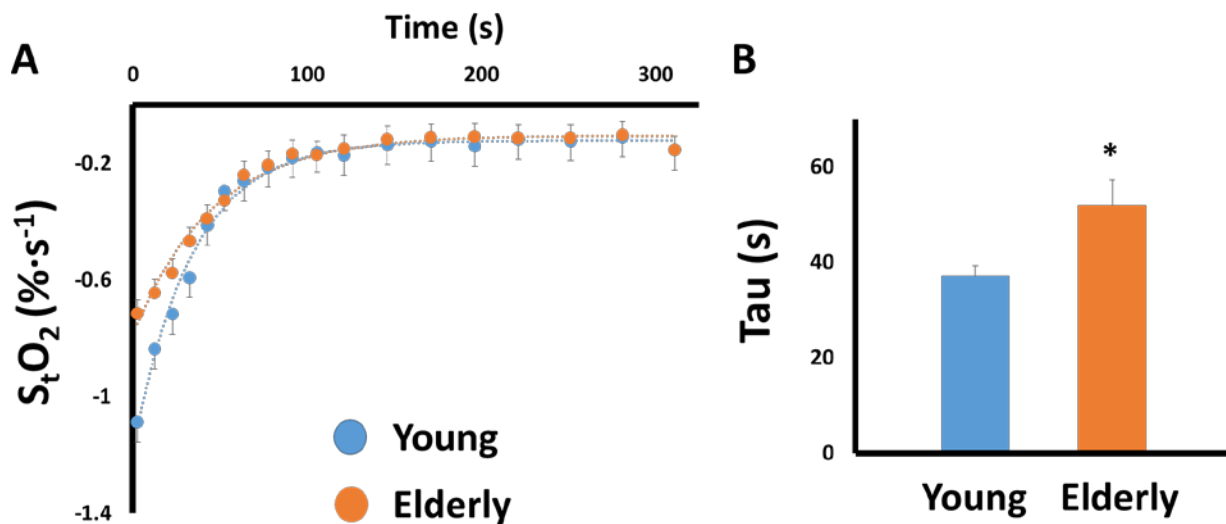 A
Time (s)
0 100 200 300
-0.2
-0.6
-1
-1.4
StO2 (%·s-1)
Young
Elderly
B
Tau (s)
60
40
20
0
*
Young Elderly